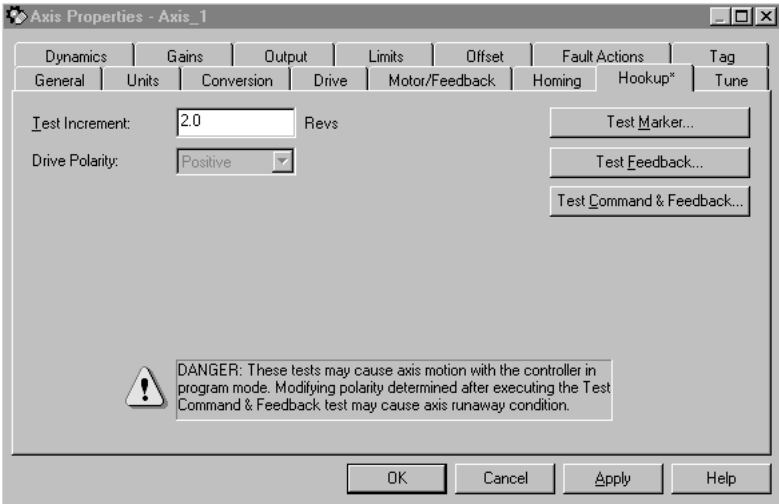 Axis Properties - Axis_1
Dynamics Gains Output Limits Offset Fault Actions Tag
General Units Conversion Drive Motor/Feedback Homing Hookup* Tune
Test Increment: 2.0 Revs Test Marker...
Drive Polarity: Positive Test Feedback...
Test Command & Feedback...
DANGER: These tests may cause axis motion with the controller in
program mode. Modifying polarity determined after executing the Test
Command & Feedback test may cause axis runaway condition.
OK Cancel Apply Help